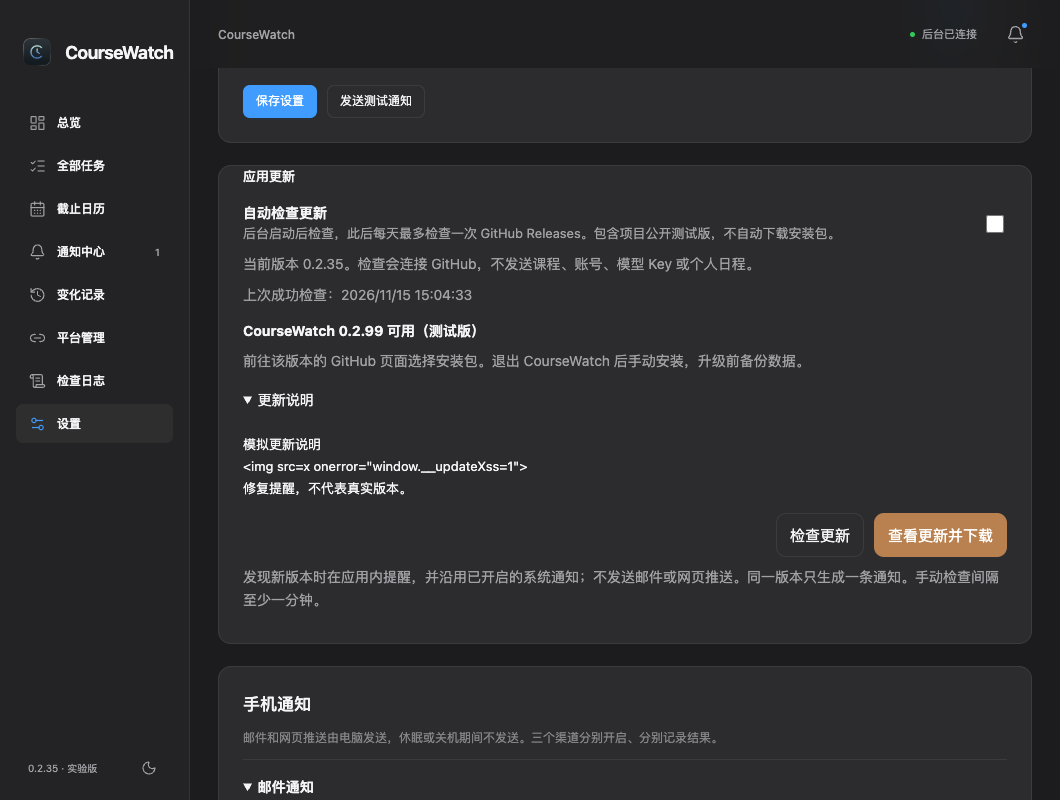 CourseWatch
总览
全部任务
截止日历
通知中心 1
变化记录
平台管理
检查日志
设置
0.2.35 · 实验版
CourseWatch
后台已连接
保存设置
发送测试通知
应用更新
自动检查更新
后台启动后检查，此后每天最多检查一次 GitHub Releases。包含项目公开测试版，不自动下载安装包。
当前版本 0.2.35。检查会连接 GitHub，不发送课程、账号、模型 Key 或个人日程。
上次成功检查：2026/11/15 15:04:33
CourseWatch 0.2.99 可用（测试版）
前往该版本的 GitHub 页面选择安装包。退出 CourseWatch 后手动安装，升级前备份数据。
▼ 更新说明
模拟更新说明
<img src=x onerror="window.__updateXss=1">
修复提醒，不代表真实版本。
检查更新
查看更新并下载
发现新版本时在应用内提醒，并沿用已开启的系统通知；不发送邮件或网页推送。同一版本只生成一条通知。手动检查间隔
至少一分钟。
手机通知
邮件和网页推送由电脑发送，休眠或关机期间不发送。三个渠道分别开启、分别记录结果。
▼ 邮件通知